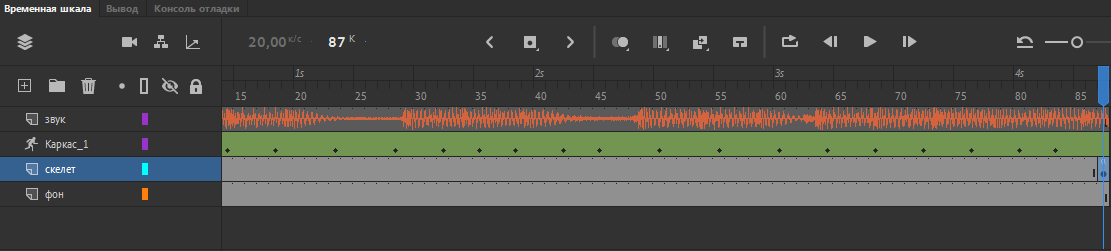 Временная шкала Вывод Консоль отладки
20,00 к/с 87 К
1s 2s 3s 4s
15 20 25 30 35 40 45 50 55 60 65 70 75 80 85
звук
Каркас_1
скелет
фон